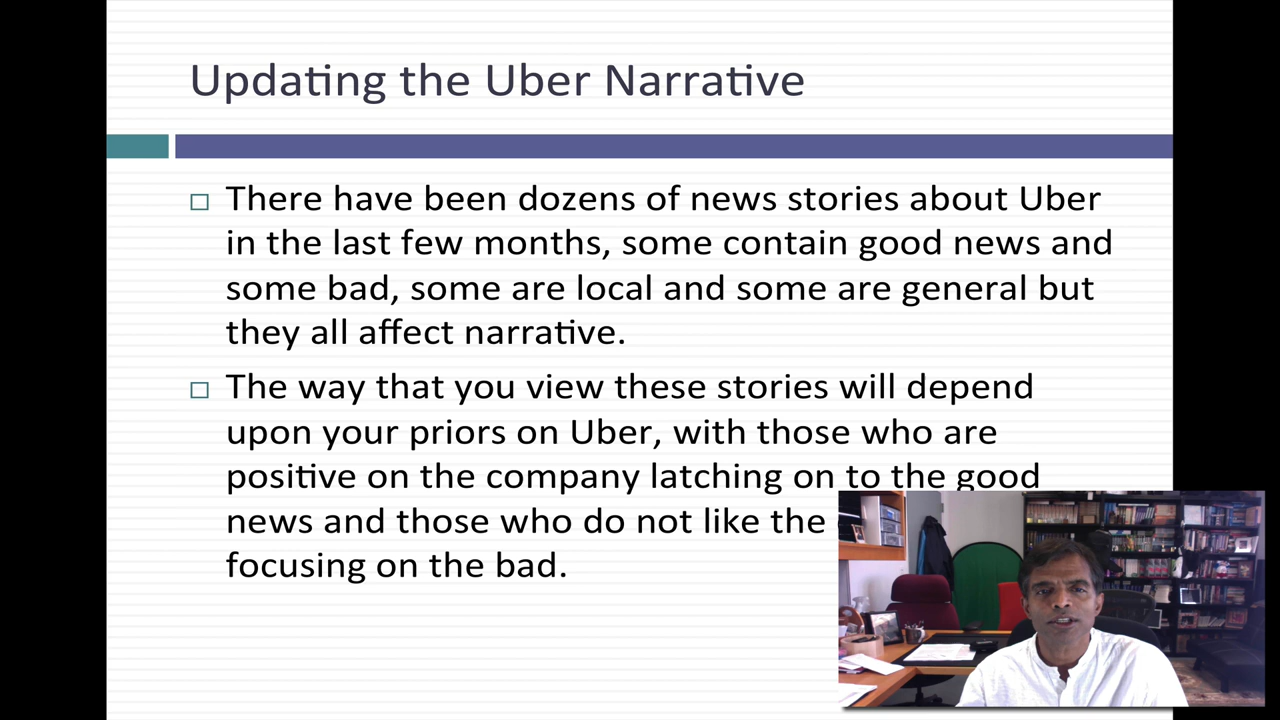 Updating the Uber Narrative
There have been dozens of news stories about Uber
in the last few months, some contain good news and
some bad, some are local and some are general but
they all affect narrative.
The way that you view these stories will depend
upon your priors on Uber, with those who are
positive on the company latching on to the good
news and those who do not like the
focusing on the bad.